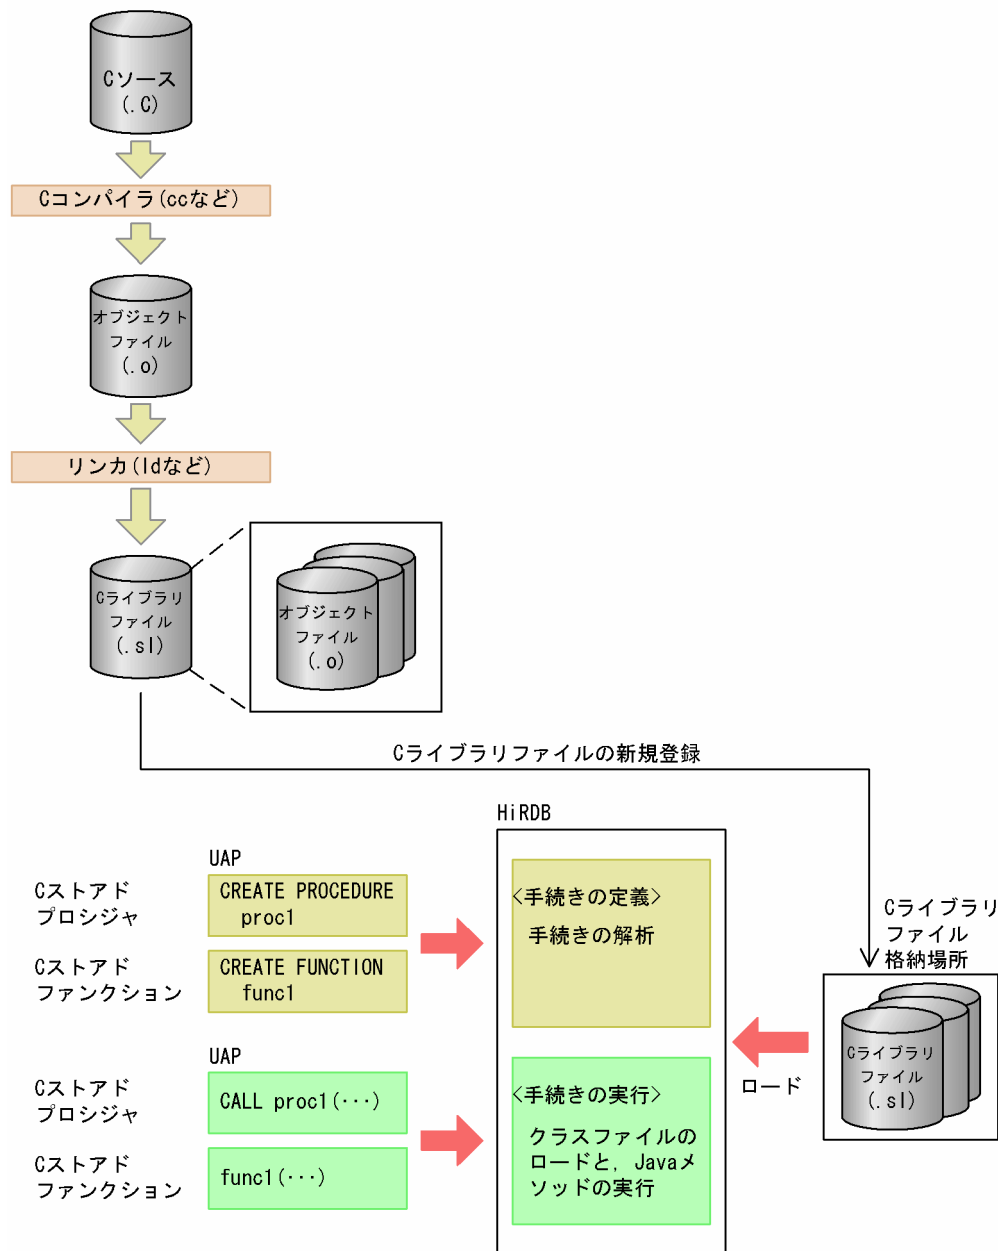 Cソース
(.C)
Cコンパイラ(ccなど)
オブジェクト
ファイル
(.o)
リンカ(ldなど)
Cライブラリ
ファイル
(.sl)
オブジェクト
ファイル
(.o)
Cライブラリファイルの新規登録
HiRDB
UAP
Cストアド
プロシジャ
CREATE PROCEDURE
proc1
<手続きの定義>
手続きの解析
Cストアド
ファンクション
CREATE FUNCTION
func1
Cライブラリ
ファイル
格納場所
Cライブラリ
ファイル
(.sl)
ロード
UAP
Cストアド
プロシジャ
CALL proc1(···)
<手続きの実行>
クラスファイルの
ロードと,Javaメ
ソッドの実行
Cストアド
ファンクション
func1(···)